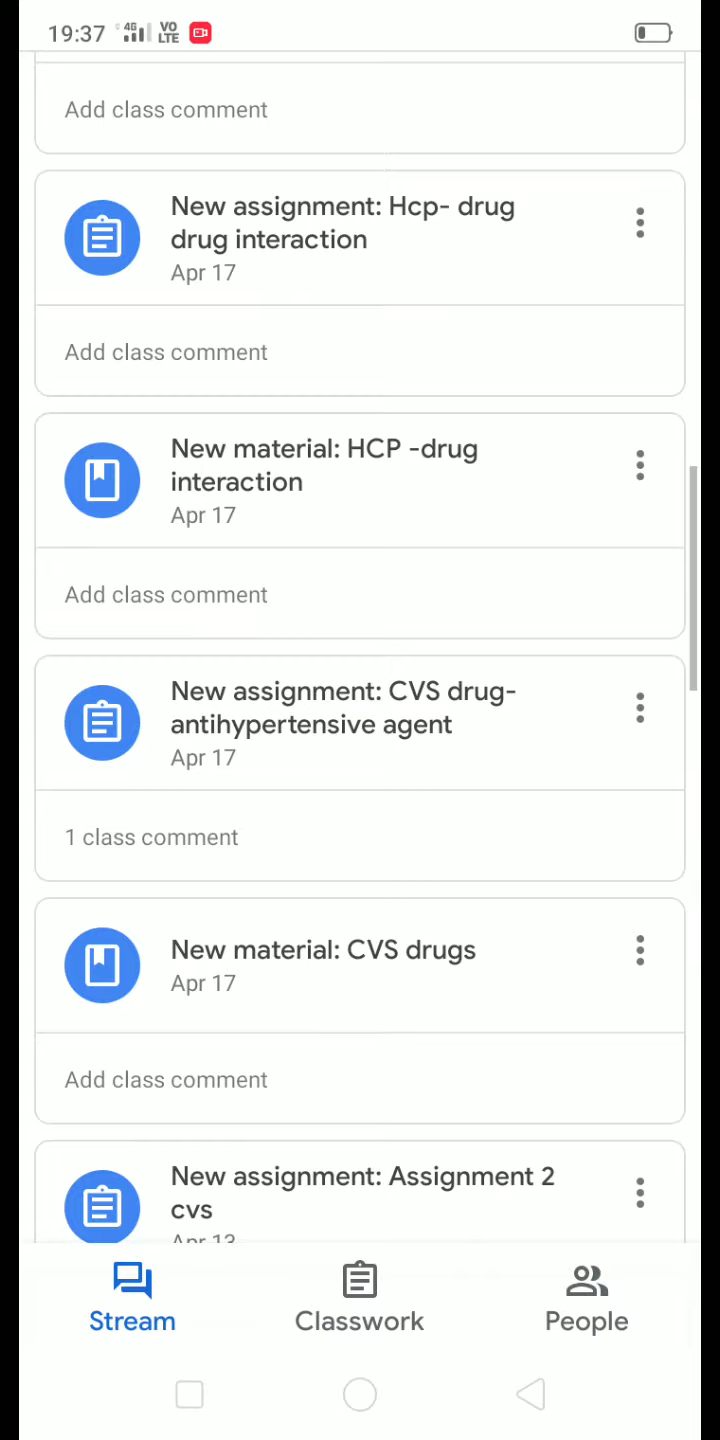 19:37 4G VO LTE
Add class comment
New assignment: Hcp- drug
drug interaction
Apr 17
Add class comment
New material: HCP -drug
interaction
Apr 17
Add class comment
New assignment: CVS drug-
antihypertensive agent
Apr 17
1 class comment
New material: CVS drugs
Apr 17
Add class comment
New assignment: Assignment 2
cvs
Apr 13
Stream Classwork People